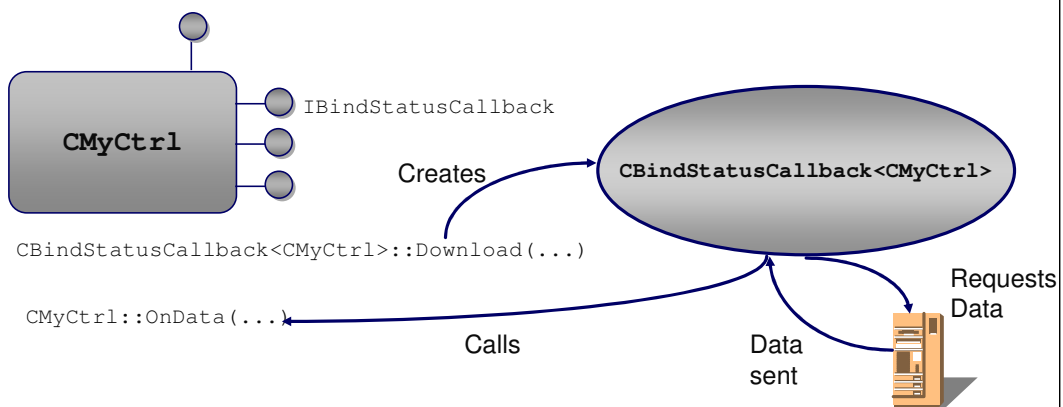 IBindStatusCallback
CMyCtrl
Creates
CBindStatusCallback<CMyCtrl>
CBindStatusCallback<CMyCtrl>::Download(...)
Requests
Data
CMyCtrl::OnData(...)
Calls
Data
sent